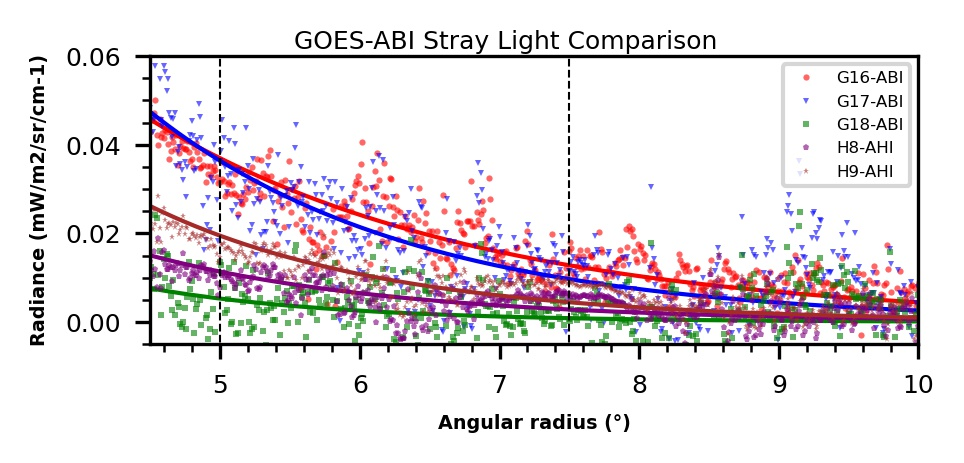 GOES-ABI Stray Light Comparison
Radiance (mW/m2/sr/cm-1)
0.06
0.04
0.02
0.00
G16-ABI
G17-ABI
G18-ABI
H8-AHI
H9-AHI
5 6 7 8 9 10
Angular radius (°)